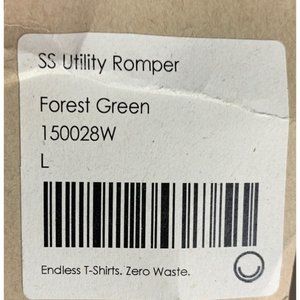 SS Utility Romper
Forest Green
150028W
L
Endless T-Shirts. Zero Waste.